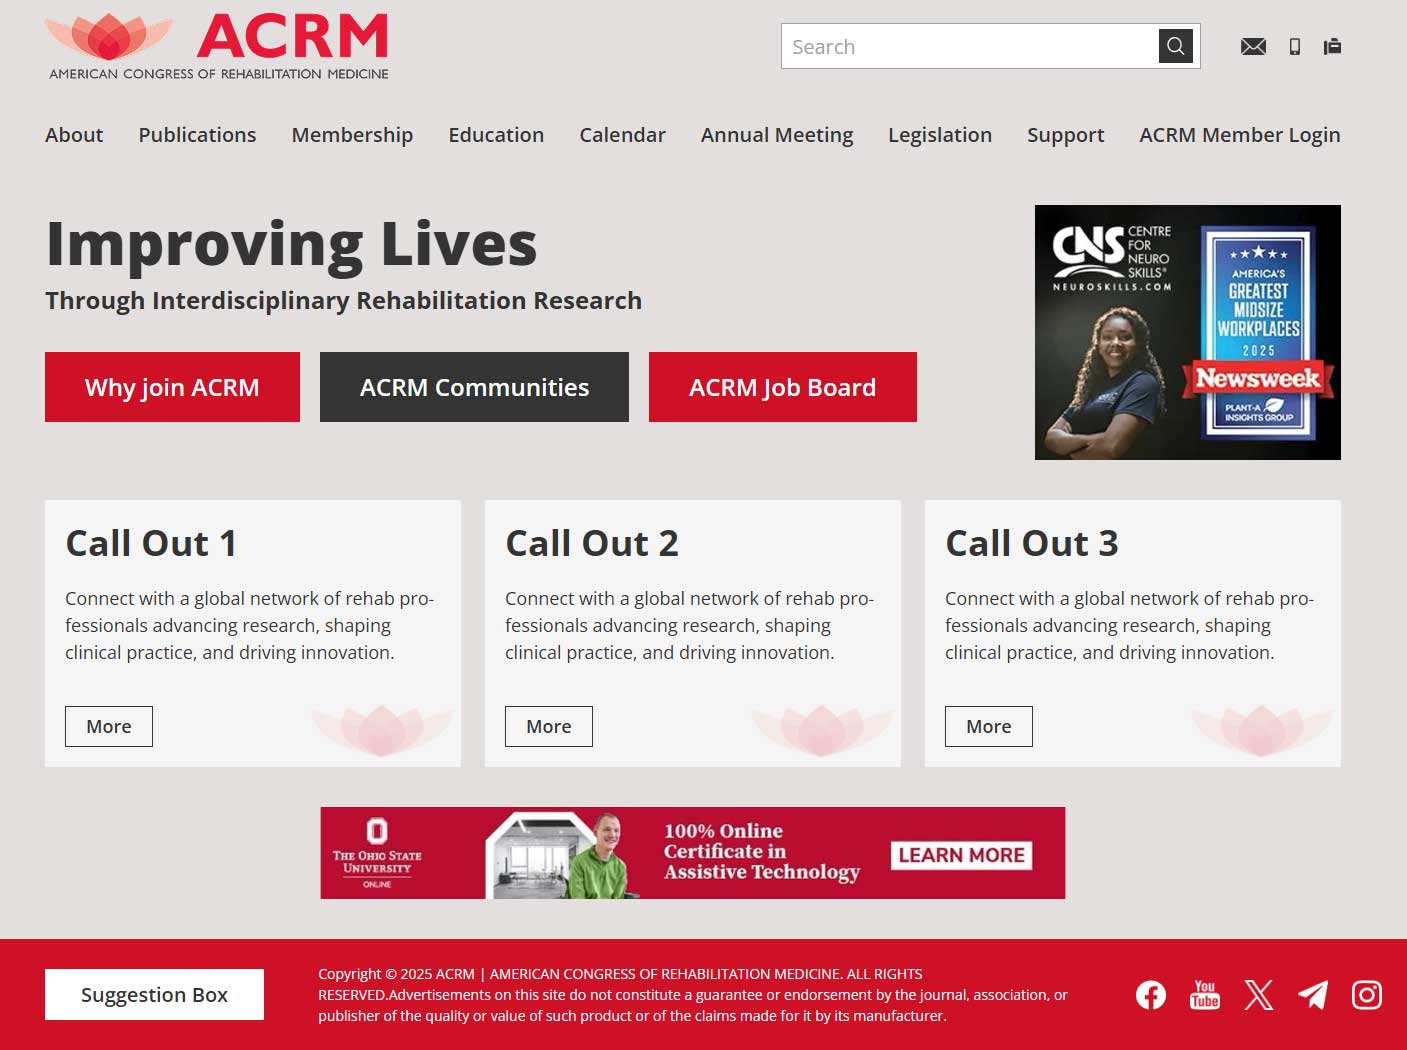 ACRM
AMERICAN CONGRESS OF REHABILITATION MEDICINE
Search
About
Publications
Membership
Education
Calendar
Annual Meeting
Legislation
Support
ACRM Member Login
Improving Lives
Through Interdisciplinary Rehabilitation Research
Why join ACRM
ACRM Communities
ACRM Job Board
CNS
CENTRE
FOR
NEURO
SKILLS®
NEUROSKILLS.COM
AMERICA'S
GREATEST
MIDSIZE
WORKPLACES
2025
Newsweek
PLANT-A
INSIGHTS GROUP
Call Out 1
Connect with a global network of rehab pro-
fessionals advancing research, shaping
clinical practice, and driving innovation.
More
Call Out 2
Connect with a global network of rehab pro-
fessionals advancing research, shaping
clinical practice, and driving innovation.
More
Call Out 3
Connect with a global network of rehab pro-
fessionals advancing research, shaping
clinical practice, and driving innovation.
More
THE OHIO STATE
UNIVERSITY
ONLINE
100% Online
Certificate in
Assistive Technology
LEARN MORE
Suggestion Box
Copyright © 2025 ACRM | AMERICAN CONGRESS OF REHABILITATION MEDICINE. ALL RIGHTS
RESERVED.Advertisements on this site do not constitute a guarantee or endorsement by the journal, association, or
publisher of the quality or value of such product or of the claims made for it by its manufacturer.
You
Tube